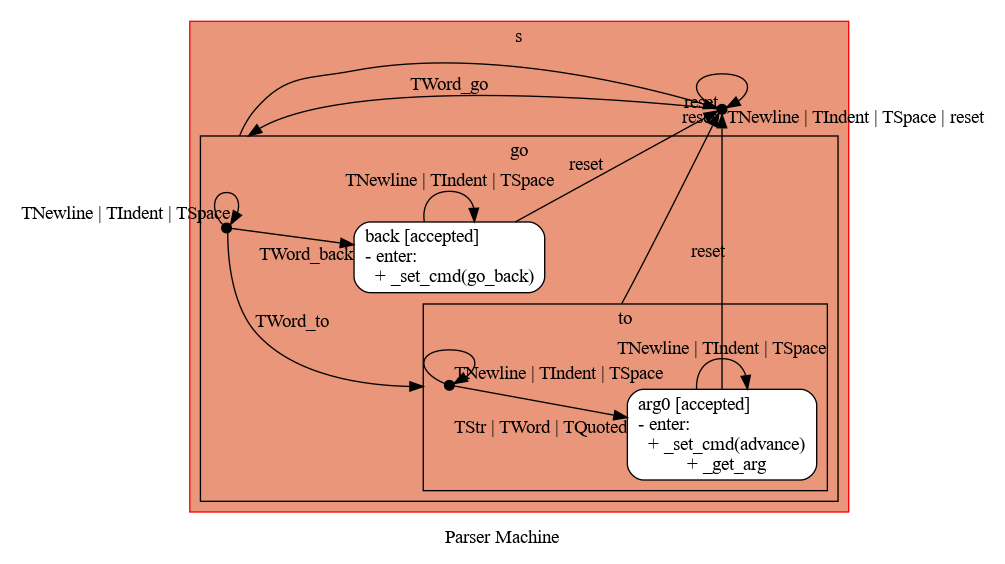 s
TWord_go
reset
reset
TNewline | TIndent | TSpace | reset
go
reset
TNewline | TIndent | TSpace
TNewline | TIndent | TSpace
back [accepted]
- enter:
+ _set_cmd(go_back)
TWord_back
reset
TWord_to
to
TNewline | TIndent | TSpace
TNewline | TIndent | TSpace
arg0 [accepted]
- enter:
+ _set_cmd(advance)
+ _get_arg
TStr | TWord | TQuoted
Parser Machine